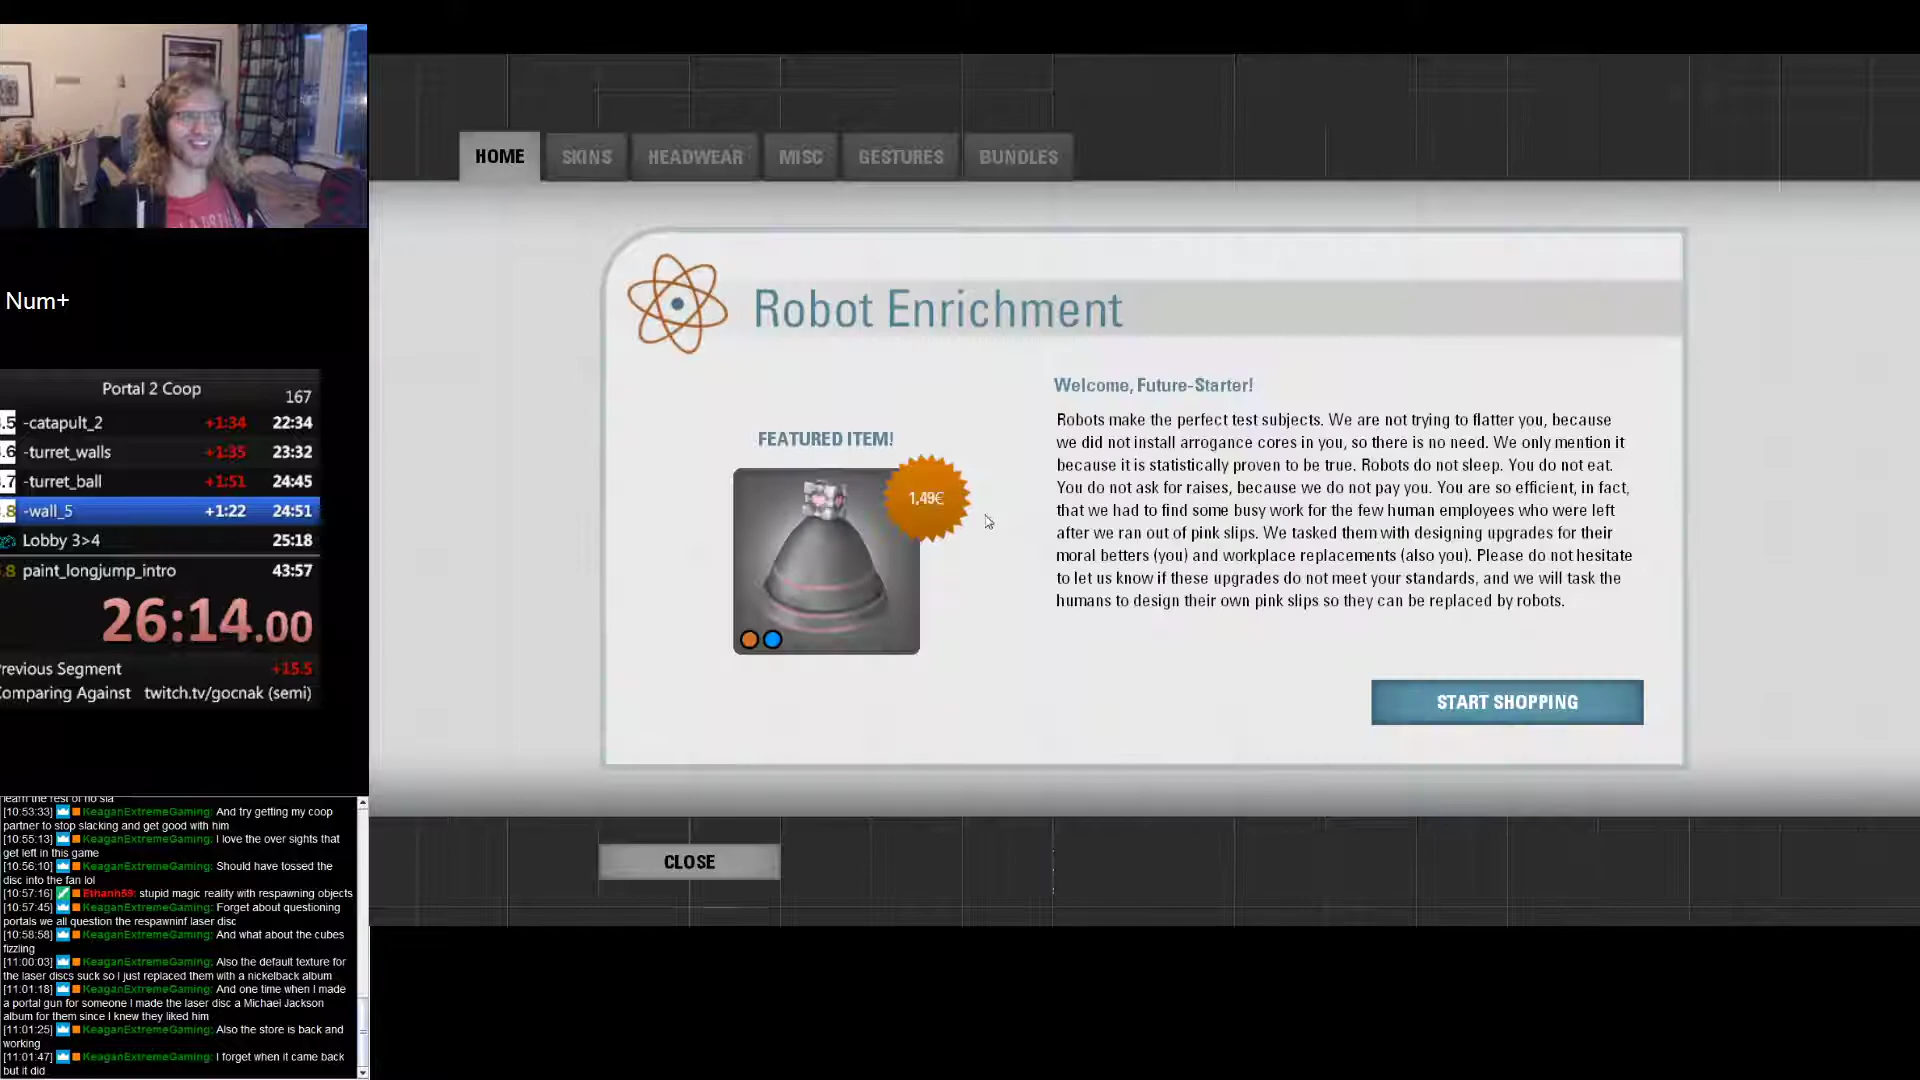 Num+
Portal 2 Coop
167
.5 -catapult_2 +1:34 22:34
.6 -turret_walls +1:35 23:32
.7 -turret_ball +1:51 24:45
.8 -wall_5 +1:22 24:51
Lobby 3>4 25:18
.8 paint_longjump_intro 43:57
26:14.00
revious Segment +15.5
omparing Against twitch.tv/gocnak (semi)
learn the rest of no sla
[10:53:33] KeaganExtremeGaming: And try getting my coop
partner to stop slacking and get good with him
[10:55:13] KeaganExtremeGaming: I love the over sights that
get left in this game
[10:56:10] KeaganExtremeGaming: Should have tossed the
disc into the fan lol
[10:57:16] Ethanh59: stupid magic reality with respawning objects
[10:57:45] KeaganExtremeGaming: Forget about questioning
portals we all question the respawninf laser disc
[10:58:58] KeaganExtremeGaming: And what about the cubes
fizzling
[11:00:03] KeaganExtremeGaming: Also the default texture for
the laser discs suck so I just replaced them with a nickelback album
[11:01:18] KeaganExtremeGaming: And one time when I made
a portal gun for someone I made the laser disc a Michael Jackson
album for them since I knew they liked him
[11:01:25] KeaganExtremeGaming: Also the store is back and
working
[11:01:47] KeaganExtremeGaming: I forget when it came back
but it did
HOME SKINS HEADWEAR MISC GESTURES BUNDLES
Robot Enrichment
FEATURED ITEM!
1,49€
Welcome, Future-Starter!
Robots make the perfect test subjects. We are not trying to flatter you, because
we did not install arrogance cores in you, so there is no need. We only mention it
because it is statistically proven to be true. Robots do not sleep. You do not eat.
You do not ask for raises, because we do not pay you. You are so efficient, in fact,
that we had to find some busy work for the few human employees who were left
after we ran out of pink slips. We tasked them with designing upgrades for their
moral betters (you) and workplace replacements (also you). Please do not hesitate
to let us know if these upgrades do not meet your standards, and we will task the
humans to design their own pink slips so they can be replaced by robots.
START SHOPPING
CLOSE